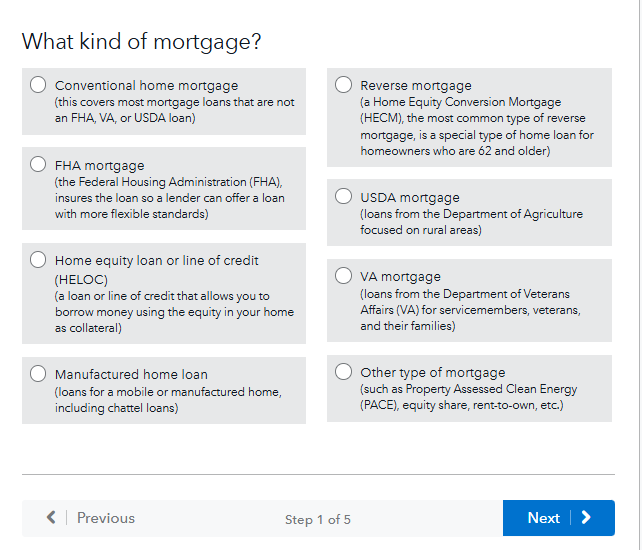 What kind of mortgage?
Conventional home mortgage
(this covers most mortgage loans that are not
an FHA, VA, or USDA loan)
FHA mortgage
(the Federal Housing Administration (FHA),
insures the loan so a lender can offer a loan
with more flexible standards)
Home equity loan or line of credit
(HELOC)
(a loan or line of credit that allows you to
borrow money using the equity in your home
as collateral)
Manufactured home loan
(loans for a mobile or manufactured home,
including chattel loans)
Reverse mortgage
(a Home Equity Conversion Mortgage
(HECM), the most common type of reverse
mortgage, is a special type of home loan for
homeowners who are 62 and older)
USDA mortgage
(loans from the Department of Agriculture
focused on rural areas)
VA mortgage
(loans from the Department of Veterans
Affairs (VA) for servicemembers, veterans,
and their families)
Other type of mortgage
(such as Property Assessed Clean Energy
(PACE), equity share, rent-to-own, etc.)
Previous
Step 1 of 5
Next